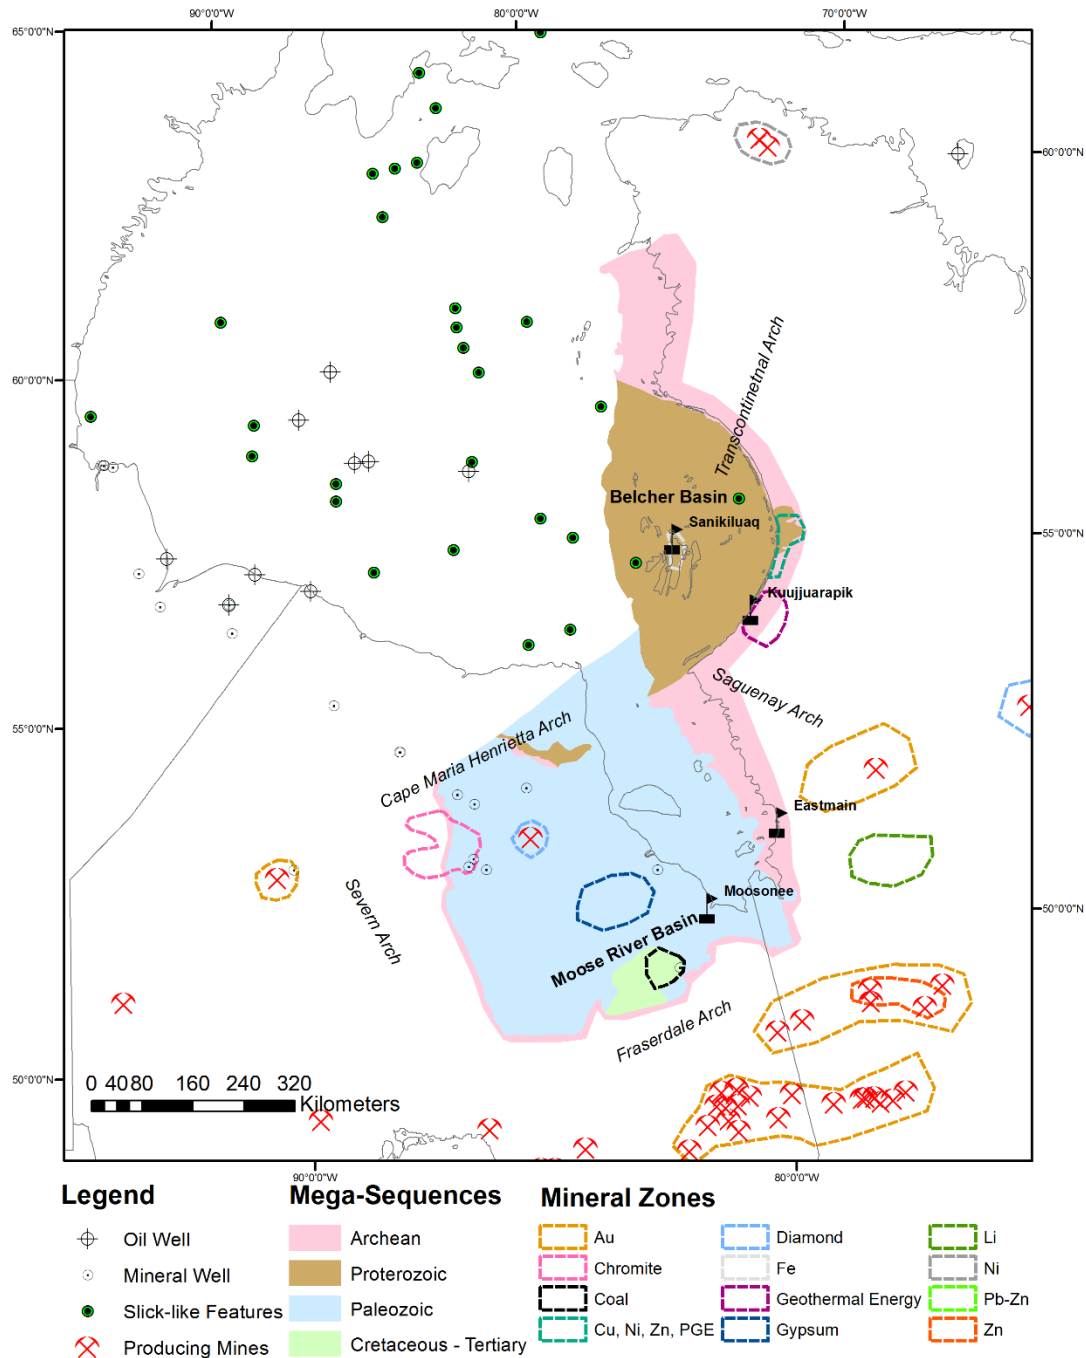 90°0'0"W 80°0'0"W 70°0'0"W
65°0'0"N
60°0'0"N
60°0'0"N
Transcontinetnal Arch
Belcher Basin
Sanikiluaq
55°0'0"N
Kuujjuarapik
Saguenay Arch
55°0'0"N
Cape Maria Henrietta Arch
Eastmain
Severn Arch
Moosonee
50°0'0"N
Moose River Basin
Fraserdale Arch
50°0'0"N
0 40 80 160 240 320
Kilometers
90°0'0"W 80°0'0"W
Legend
Oil Well
Mineral Well
Slick-like Features
Producing Mines
Mega-Sequences
Archean
Proterozoic
Paleozoic
Cretaceous - Tertiary
Mineral Zones
Au
Chromite
Coal
Cu, Ni, Zn, PGE
Diamond
Fe
Geothermal Energy
Gypsum
Li
Ni
Pb-Zn
Zn